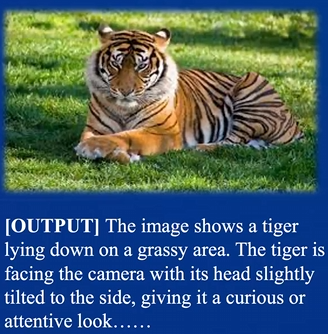 [OUTPUT] The image shows a tiger
lying down on a grassy area. The tiger is
facing the camera with its head slightly
tilted to the side, giving it a curious or
attentive look……